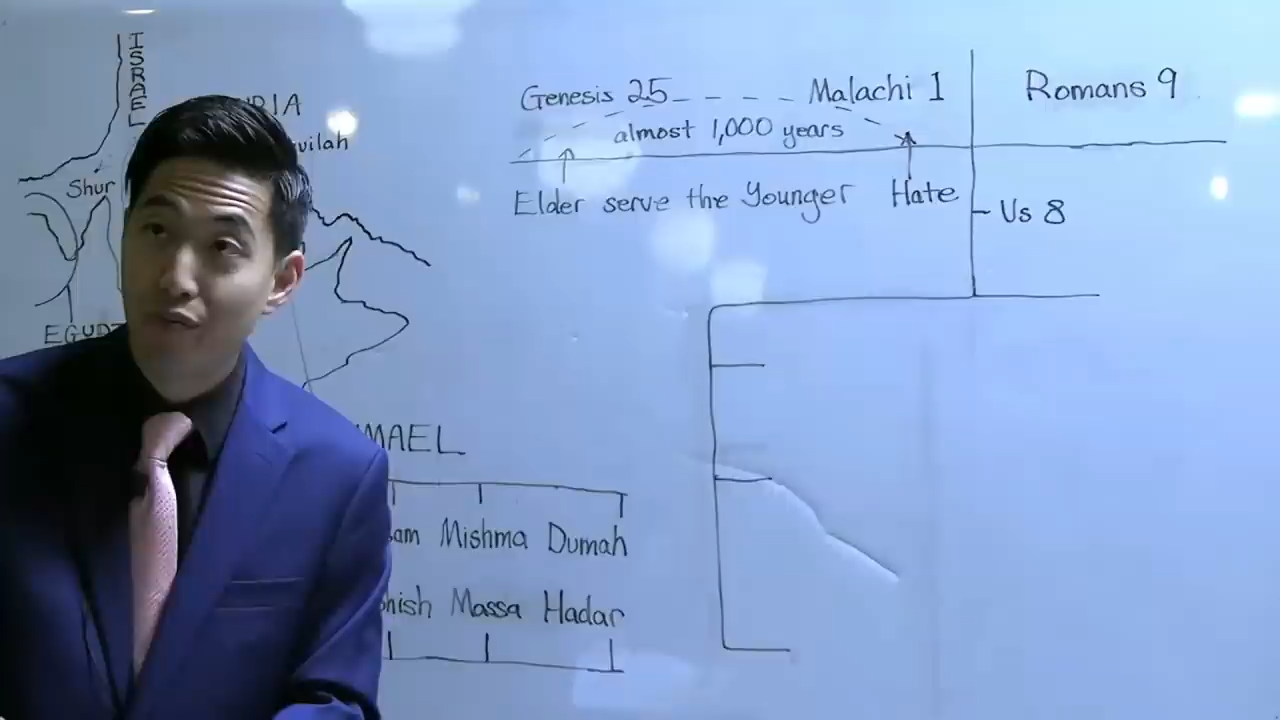 ISRAEL
Shur
Genesis 25 - - - - Malachi 1
almost 1,000 years
Elder serve the Younger Hate
Romans 9
Vs 8
Mishma Dumah
Massa Hadar